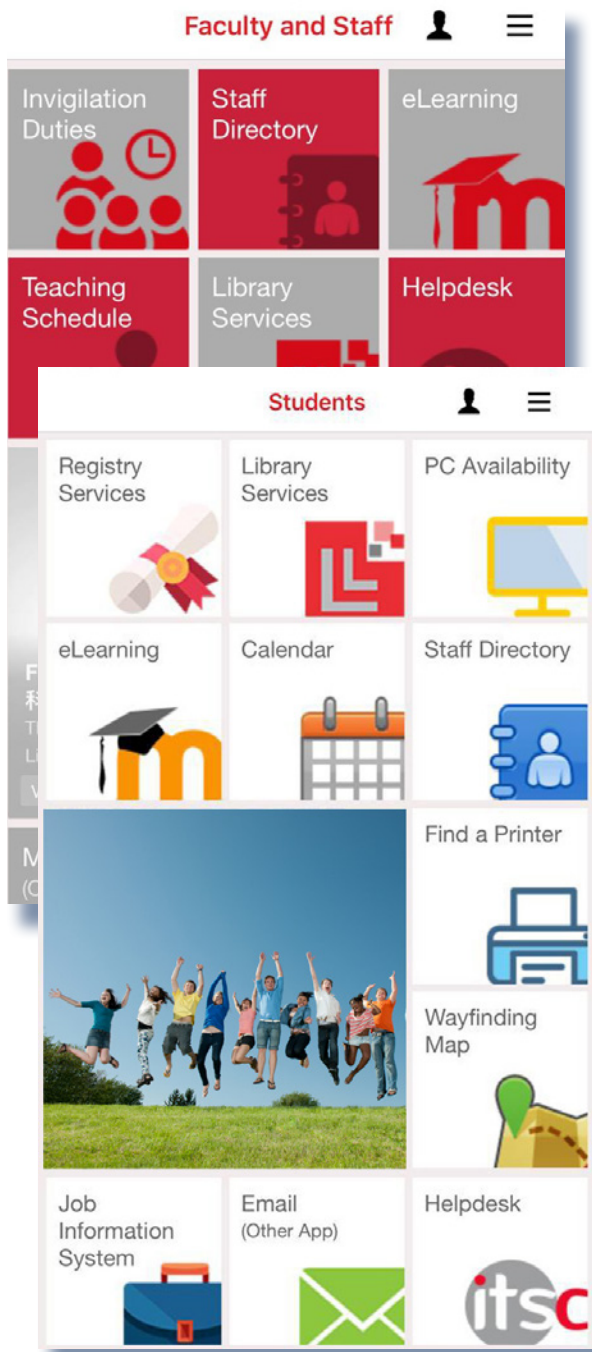 Faculty and Staff
Invigilation
Duties
Staff
Directory
eLearning
Teaching
Schedule
Library
Services
Helpdesk
Students
Registry
Services
Library
Services
PC Availability
eLearning
Calendar
Staff Directory
Find a Printer
Wayfinding
Map
Job
Information
System
Email
(Other App)
Helpdesk
itsc